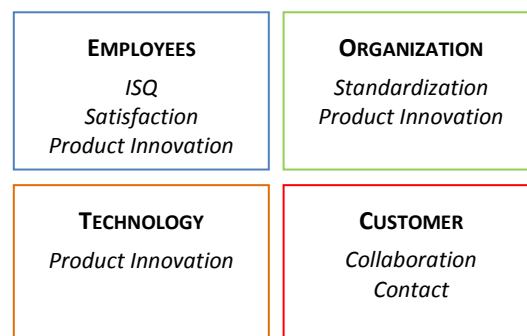 EMPLOYEES
ISQ
Satisfaction
Product Innovation
ORGANIZATION
Standardization
Product Innovation
TECHNOLOGY
Product Innovation
CUSTOMER
Collaboration
Contact